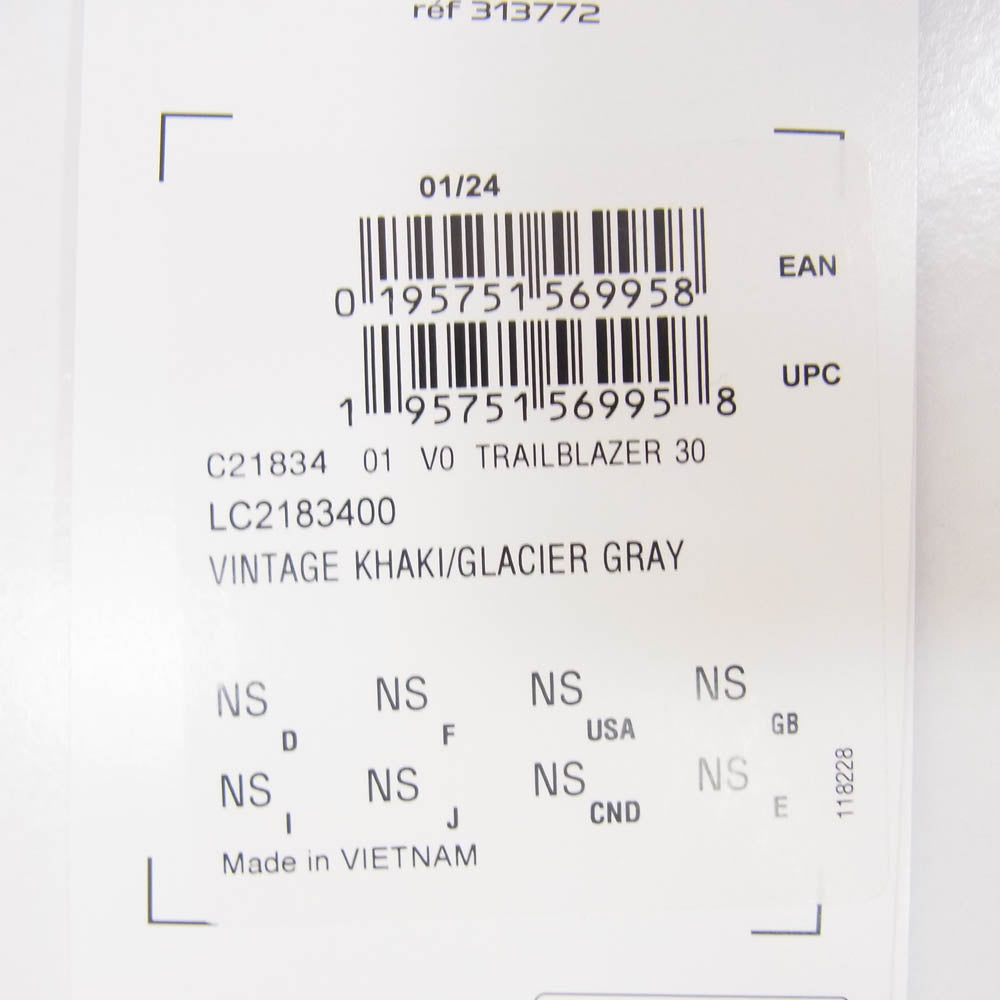 réf 313772
01/24
0 195751 569958
EAN
1 95751 56995 8
UPC
C21834 01 V0 TRAILBLAZER 30
LC2183400
VINTAGE KHAKI/GLACIER GRAY
NS D NS F NS USA NS GB
NS I NS J NS CND NS E
118228
Made in VIETNAM